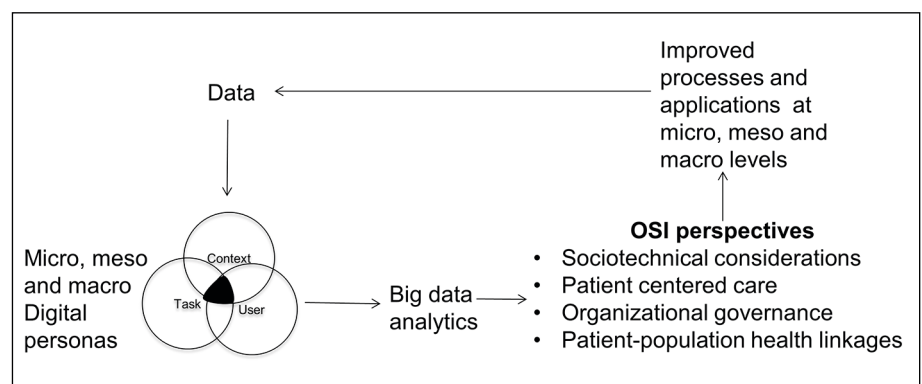 Improved
processes and
applications at
micro, meso and
macro levels
Data
Micro, meso
and macro
Digital
personas
Context
Task
User
Big data
analytics
OSI perspectives
• Sociotechnical considerations
• Patient centered care
• Organizational governance
• Patient-population health linkages